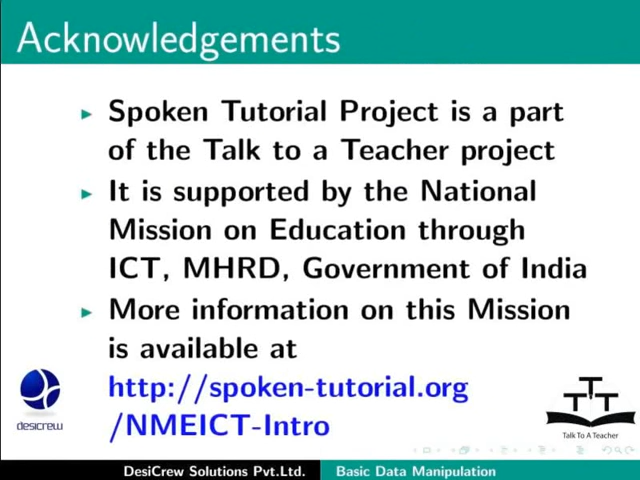 Acknowledgements
Spoken Tutorial Project is a part
of the Talk to a Teacher project
It is supported by the National
Mission on Education through
ICT, MHRD, Government of India
More information on this Mission
is available at
http://spoken-tutorial.org
/NMEICT-Intro
desicrew
TTT
Talk To A Teacher
DesiCrew Solutions Pvt.Ltd. Basic Data Manipulation